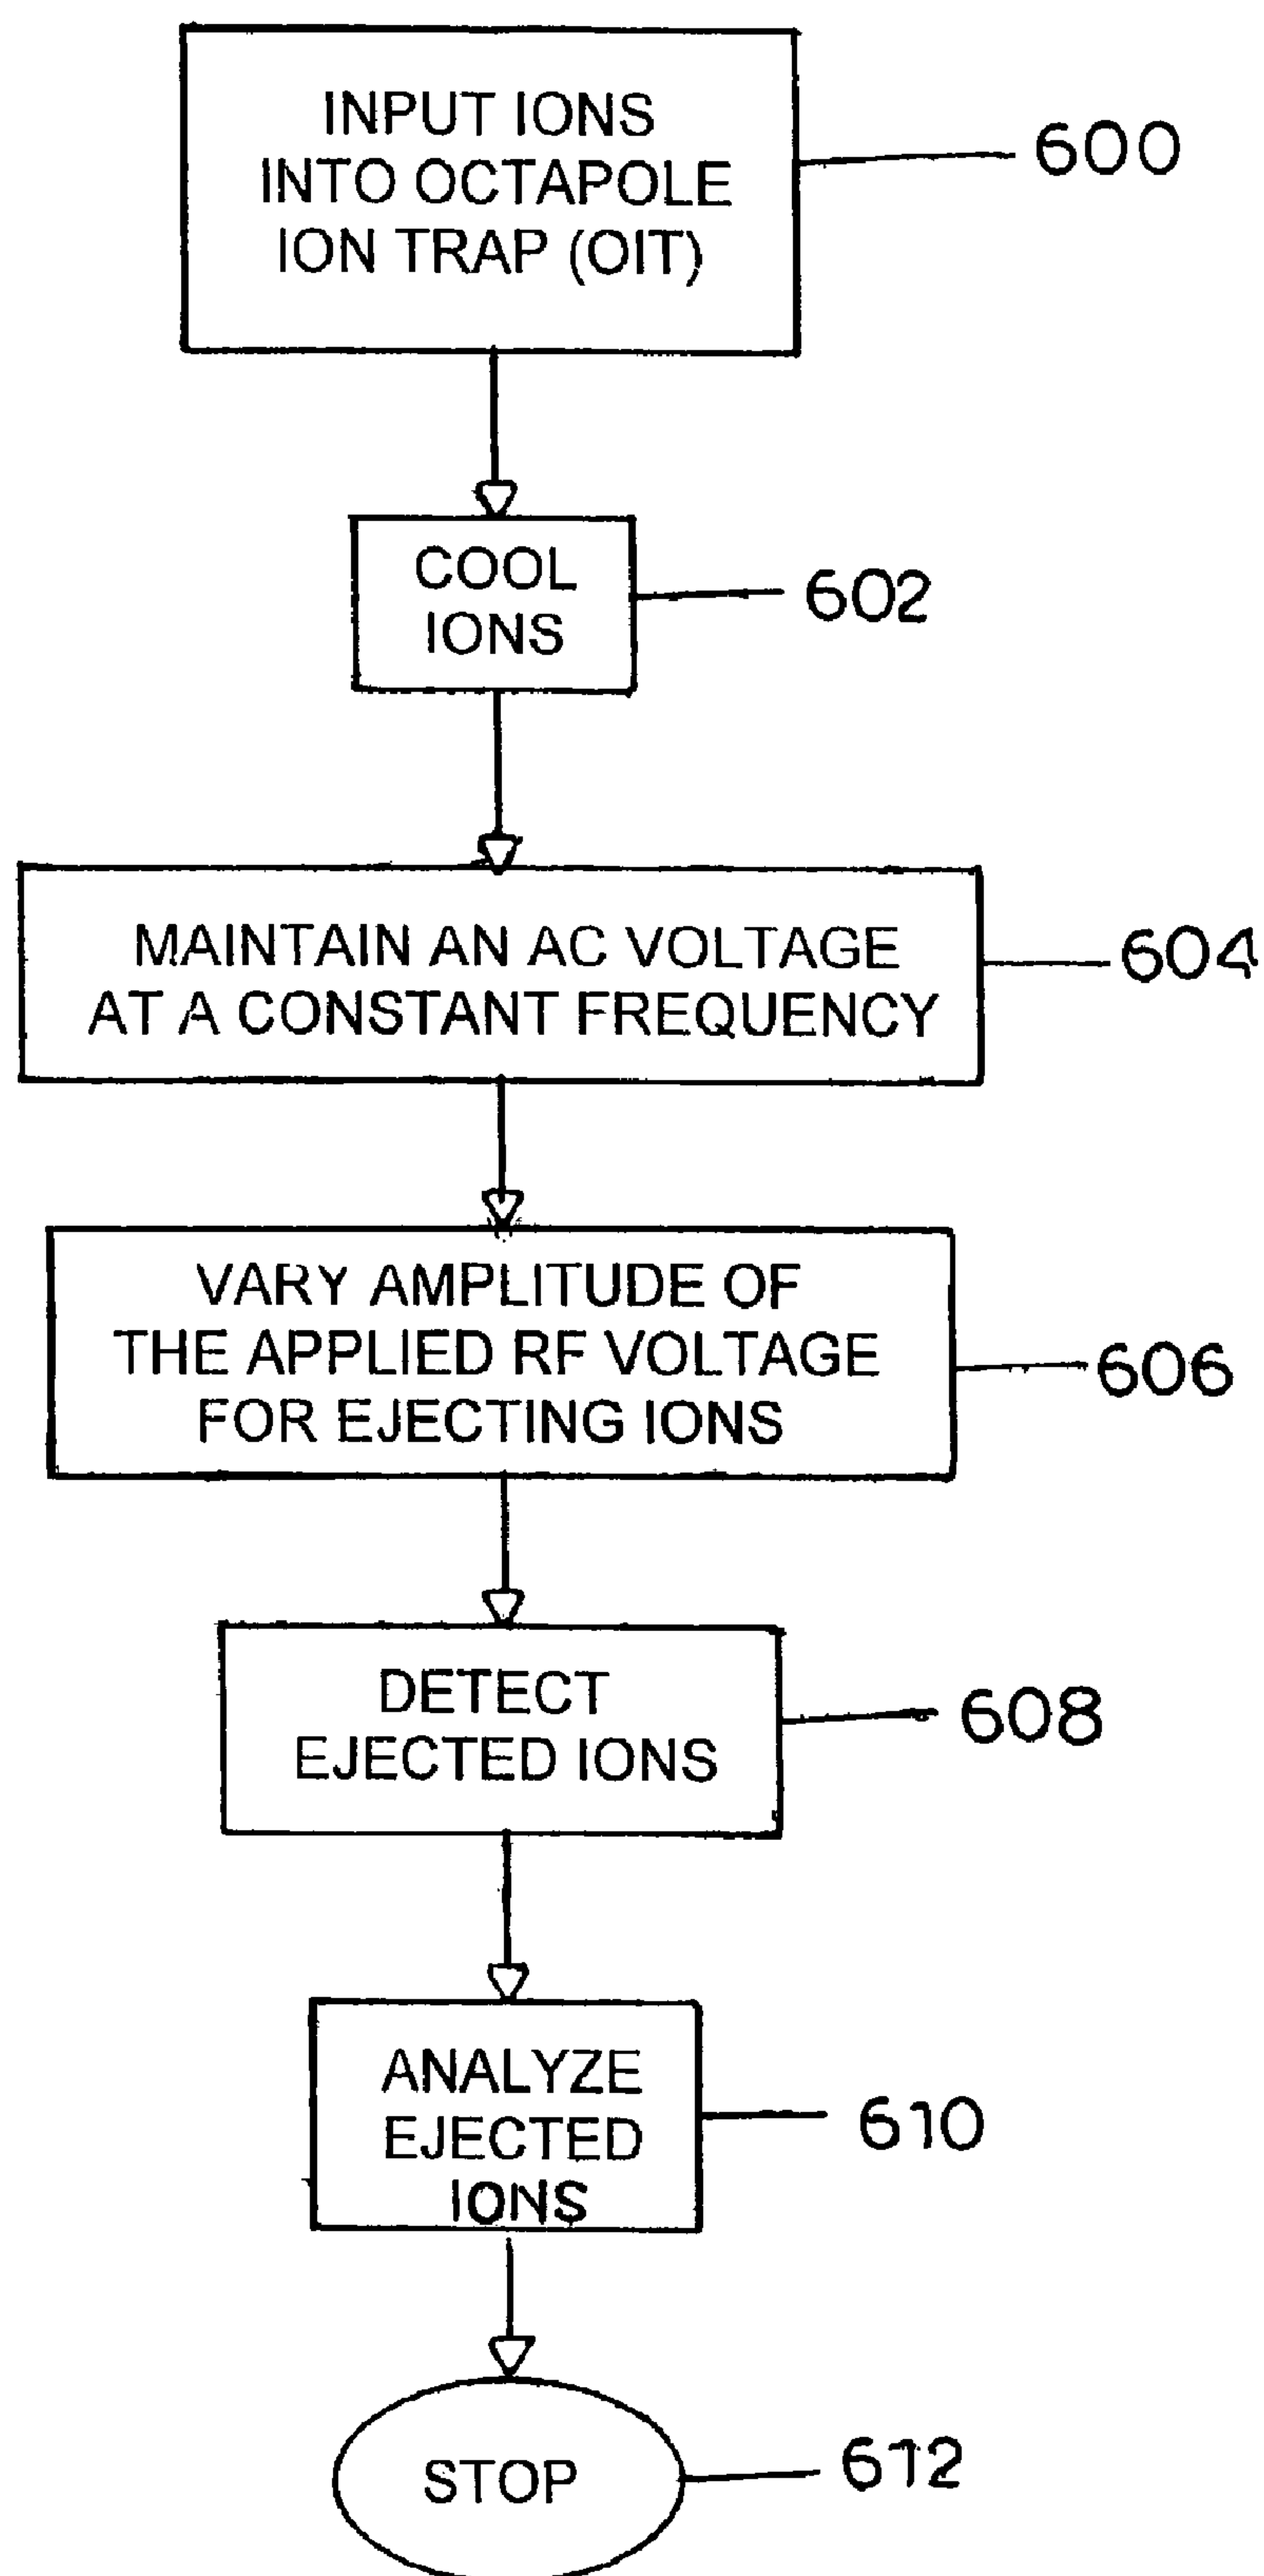 INPUT IONS
INTO OCTAPOLE
ION TRAP (OIT)
600
COOL
IONS
602
MAINTAIN AN AC VOLTAGE
AT A CONSTANT FREQUENCY
604
VARY AMPLITUDE OF
THE APPLIED RF VOLTAGE
FOR EJECTING IONS
606
DETECT
EJECTED IONS
608
ANALYZE
EJECTED
IONS
610
STOP
612